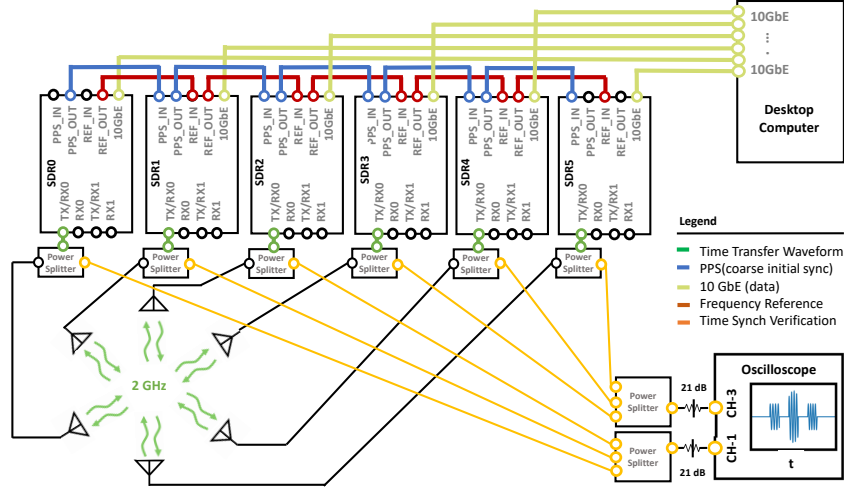 10GbE
⋮
.
10GbE
Desktop
Computer
SDR0
PPS_IN
PPS_OUT
REF_IN
REF_OUT
10GbE
TX/RX0
RX0
TX/RX1
RX1
SDR1
PPS_IN
PPS_OUT
REF_IN
REF_OUT
10GbE
TX/RX0
RX0
TX/RX1
RX1
SDR2
PPS_IN
PPS_OUT
REF_IN
REF_OUT
10GbE
TX/RX0
RX0
TX/RX1
RX1
SDR3
PPS_IN
PPS_OUT
REF_IN
REF_OUT
10GbE
TX/RX0
RX0
TX/RX1
RX1
SDR4
PPS_IN
PPS_OUT
REF_IN
REF_OUT
10GbE
TX/RX0
RX0
TX/RX1
RX1
SDR5
PPS_IN
PPS_OUT
REF_IN
REF_OUT
10GbE
TX/RX0
RX0
TX/RX1
RX1
Power
Splitter
Power
Splitter
Power
Splitter
Power
Splitter
Power
Splitter
Power
Splitter
Legend
Time Transfer Waveform
PPS(coarse initial sync)
10 GbE (data)
Frequency Reference
Time Synch Verification
2 GHz
Power
Splitter
21 dB
Power
Splitter
21 dB
Oscilloscope
CH-3
CH-1
t